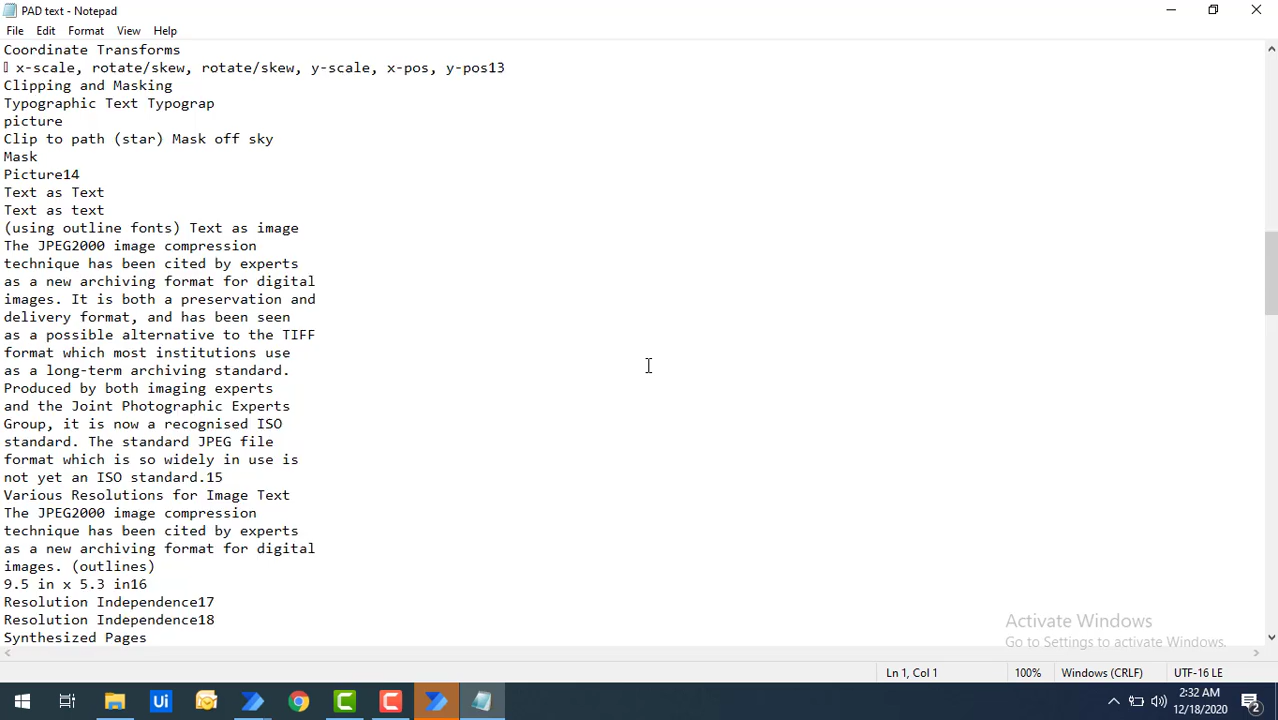 PAD text - Notepad
File Edit Format View Help
Coordinate Transforms
x-scale, rotate/skew, rotate/skew, y-scale, x-pos, y-pos13
Clipping and Masking
Typographic Text Typograp
picture
Clip to path (star) Mask off sky
Mask
Picture14
Text as Text
Text as text
(using outline fonts) Text as image
The JPEG2000 image compression
technique has been cited by experts
as a new archiving format for digital
images. It is both a preservation and
delivery format, and has been seen
as a possible alternative to the TIFF
format which most institutions use
as a long-term archiving standard.
Produced by both imaging experts
and the Joint Photographic Experts
Group, it is now a recognised ISO
standard. The standard JPEG file
format which is so widely in use is
not yet an ISO standard.15
Various Resolutions for Image Text
The JPEG2000 image compression
technique has been cited by experts
as a new archiving format for digital
images. (outlines)
9.5 in x 5.3 in16
Resolution Independence17
Resolution Independence18
Synthesized Pages
Activate Windows
Go to Settings to activate Windows.
Ln 1, Col 1 100% Windows (CRLF) UTF-16 LE
Ui
2:32 AM
12/18/2020
2